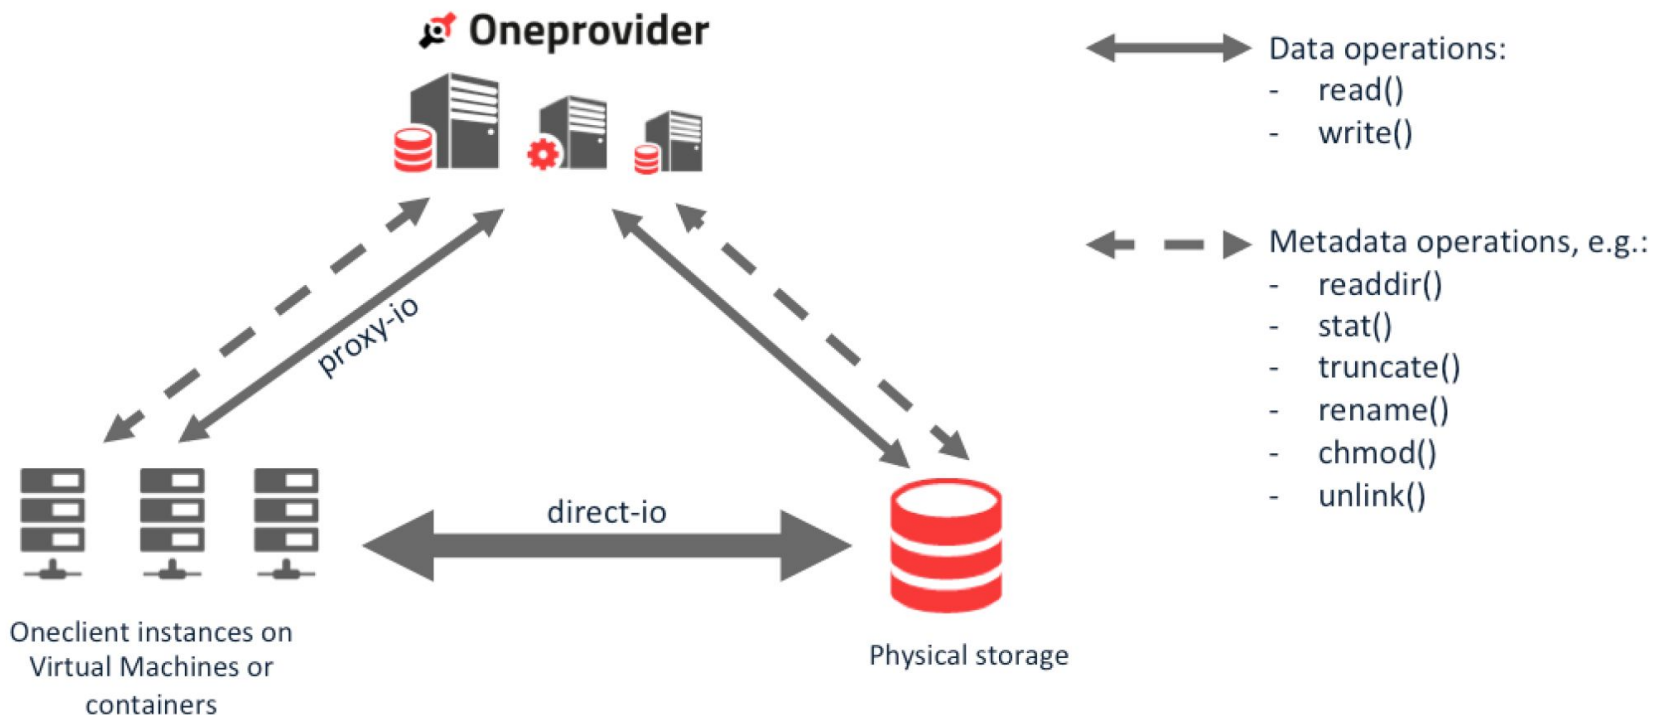 Oneprovider
Data operations:
- read()
- write()
Metadata operations, e.g.:
- readdir()
- stat()
- truncate()
- rename()
- chmod()
- unlink()
proxy-io
direct-io
Oneclient instances on
Virtual Machines or
containers
Physical storage